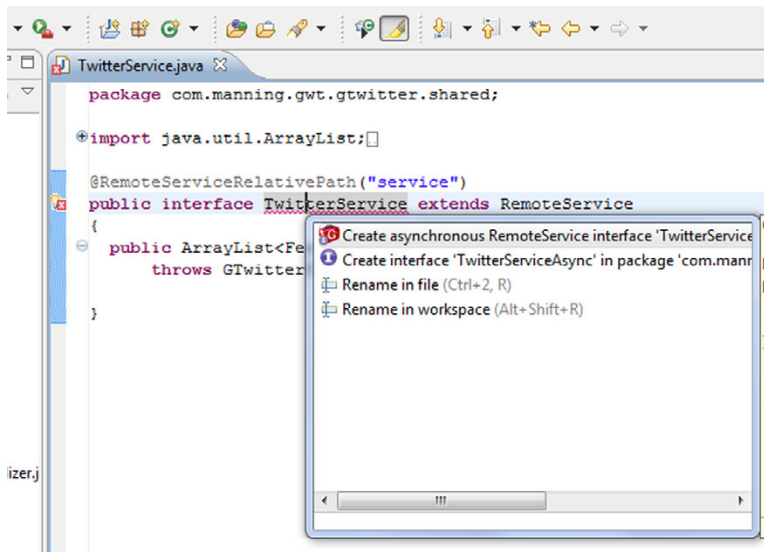 TwitterService.java
package com.manning.gwt.gtwitter.shared;
import java.util.ArrayList;
@RemoteServiceRelativePath("service")
public interface TwitterService extends RemoteService
{
public ArrayList<Fe
throws GTwitter
}
Create asynchronous RemoteService interface 'TwitterService
Create interface 'TwitterServiceAsync' in package 'com.mann
Rename in file (Ctrl+2, R)
Rename in workspace (Alt+Shift+R)
lizer.j